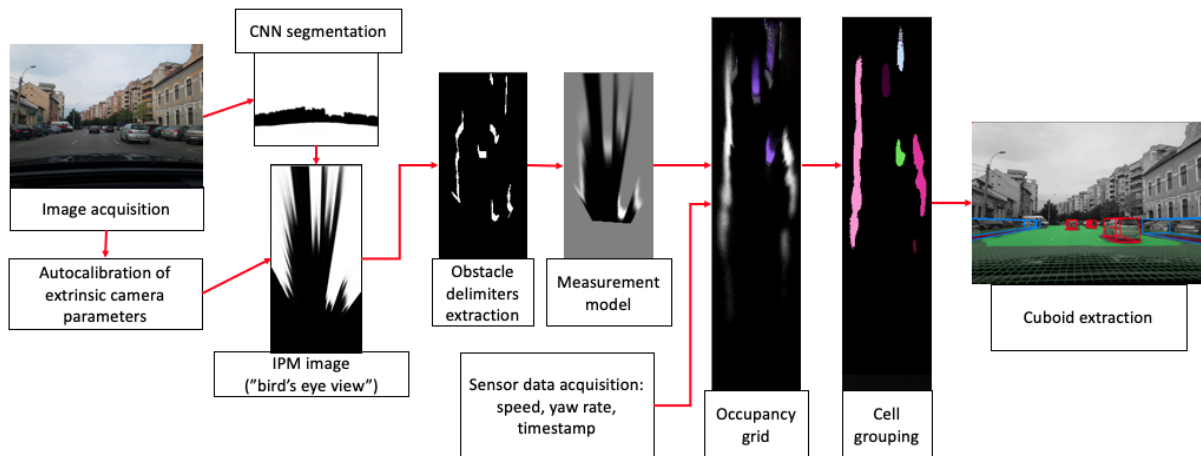 CNN segmentation
Image acquisition
Autocalibration of
extrinsic camera
parameters
IPM image
(”bird’s eye view”)
Obstacle
delimiters
extraction
Measurement
model
Sensor data acquisition:
speed, yaw rate,
timestamp
Occupancy
grid
Cell
grouping
Cuboid extraction